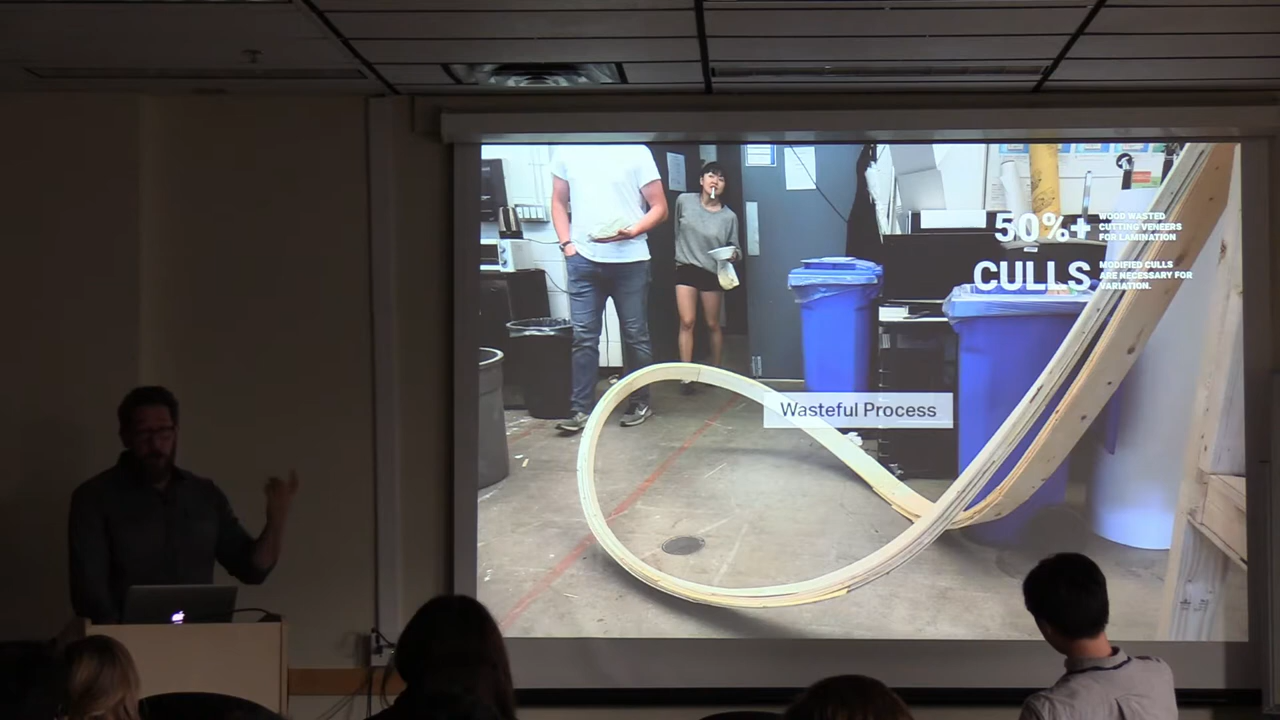 50%+
WOOD WASTED
CUTTING VENEERS
FOR LAMINATION
CULLS
MODIFIED CULLS
ARE NECESSARY FOR
VARIATION.
Wasteful Process